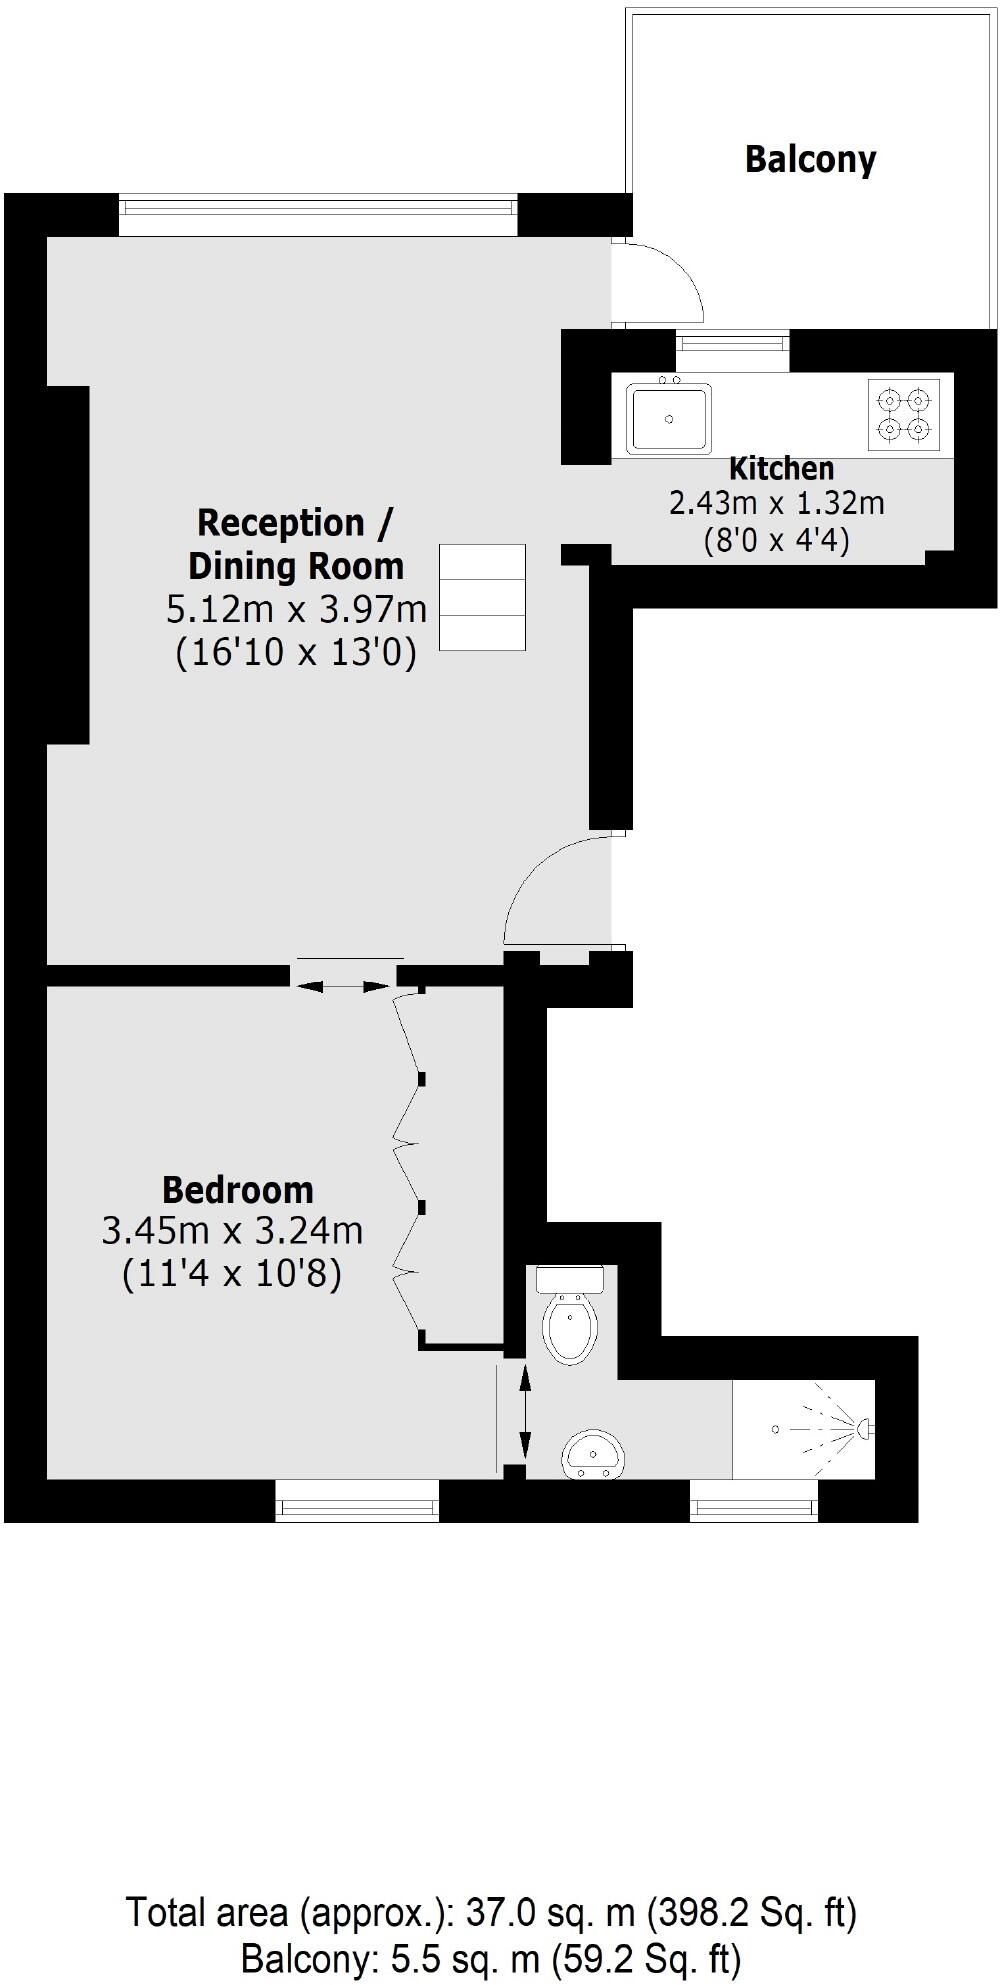 Balcony
Kitchen
2.43m x 1.32m
(8'0 x 4'4)
Reception /
Dining Room
5.12m x 3.97m
(16'10 x 13'0)
Bedroom
3.45m x 3.24m
(11'4 x 10'8)
Total area (approx.): 37.0 sq. m (398.2 Sq. ft)
Balcony: 5.5 sq. m (59.2 Sq. ft)